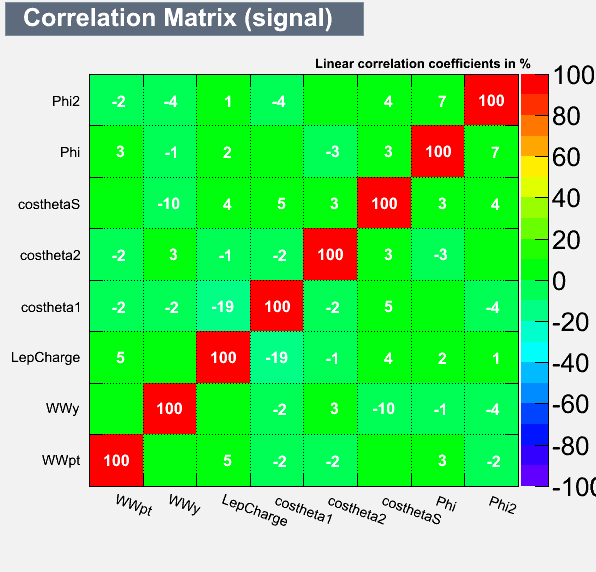 Correlation Matrix (signal)
Linear correlation coefficients in %
Phi2 -2 -4 1 -4 4 7 100
Phi 3 -1 2 -3 3 100 7
costhetaS -10 4 5 3 100 3 4
costheta2 -2 3 -1 -2 100 3 -3
costheta1 -2 -2 -19 100 -2 5 -4
LepCharge 5 100 -19 -1 4 2 1
WWy 100 -2 3 -10 -1 -4
WWpt 100 5 -2 -2 3 -2
WWpt WWy LepCharge costheta1 costheta2 costhetaS Phi Phi2
100
80
60
40
20
0
-20
-40
-60
-80
-100